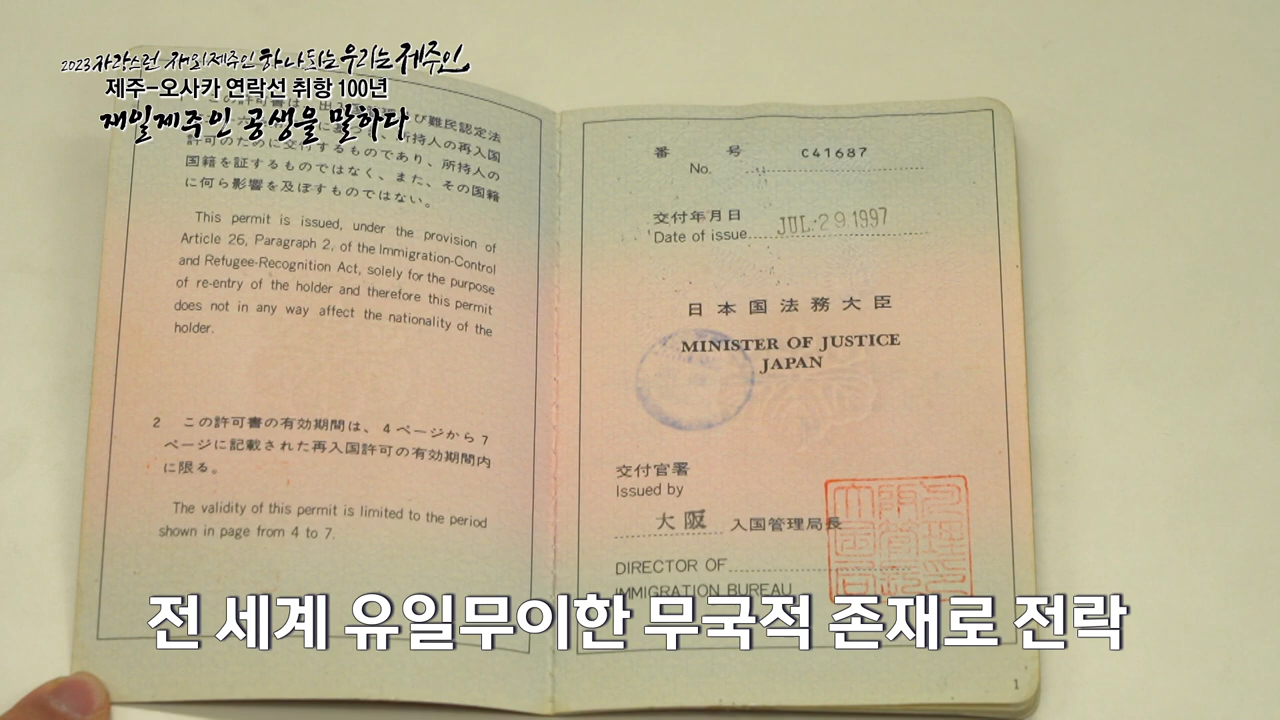 2023 자랑스런 재외제주인 하나되는 우리는 제주인
제주-오사카 연락선 취항 100년
재일제주인 공생을 말하다
び難民認定法
所持人の再入国
許可のために交付するものであり、所持人の
国籍を証するものではなく、また、その国籍
に何ら影響を及ぼすものではない。
This permit is issued, under the provision of
Article 26, Paragraph 2, of the Immigration-Control
and Refugee-Recognition Act, solely for the purpose
of re-entry of the holder and therefore this permit
does not in any way affect the nationality of the
holder.
2 この許可書の有効期間は、4ページから7
ページに記載された再入国許可の有効期間内
に限る。
The validity of this permit is limited to the period
shown in page from 4 to 7.
番 号 C41687
No.
交付年月日
Date of issue JUL. 29. 1997
日本国法務大臣
MINISTER OF JUSTICE
JAPAN
交付官署
Issued by
大阪 入国管理局長
DIRECTOR OF
IMMIGRATION BUREAU
1
전 세계 유일무이한 무국적 존재로 전락